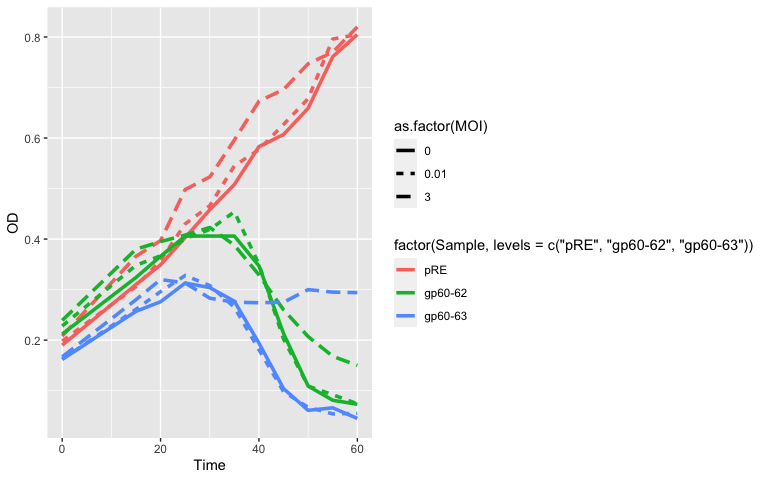 0.8
0.6
0.4
0.2
OD
0
20
40
60
Time
as.factor(MOI)
0
0.01
3
factor(Sample, levels = c("pRE", "gp60-62", "gp60-63"))
pRE
gp60-62
gp60-63